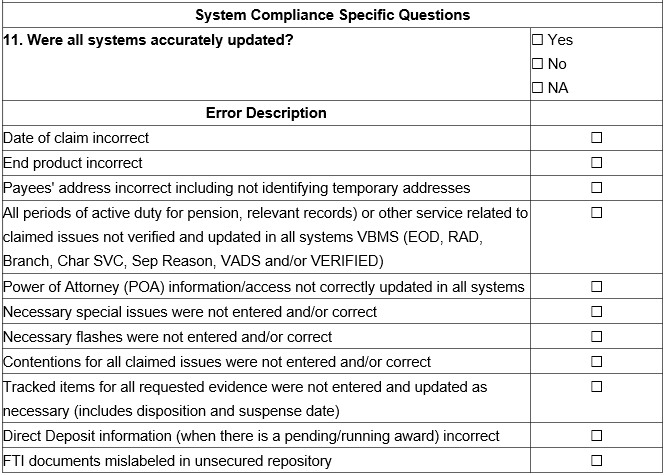 System Compliance Specific Questions
11. Were all systems accurately updated?
☐ Yes
☐ No
☐ NA
Error Description
Date of claim incorrect ☐
End product incorrect ☐
Payees' address incorrect including not identifying temporary addresses ☐
All periods of active duty for pension, relevant records) or other service related to ☐
claimed issues not verified and updated in all systems VBMS (EOD, RAD,
Branch, Char SVC, Sep Reason, VADS and/or VERIFIED)
Power of Attorney (POA) information/access not correctly updated in all systems ☐
Necessary special issues were not entered and/or correct ☐
Necessary flashes were not entered and/or correct ☐
Contentions for all claimed issues were not entered and/or correct ☐
Tracked items for all requested evidence were not entered and updated as ☐
necessary (includes disposition and suspense date)
Direct Deposit information (when there is a pending/running award) incorrect ☐
FTI documents mislabeled in unsecured repository ☐